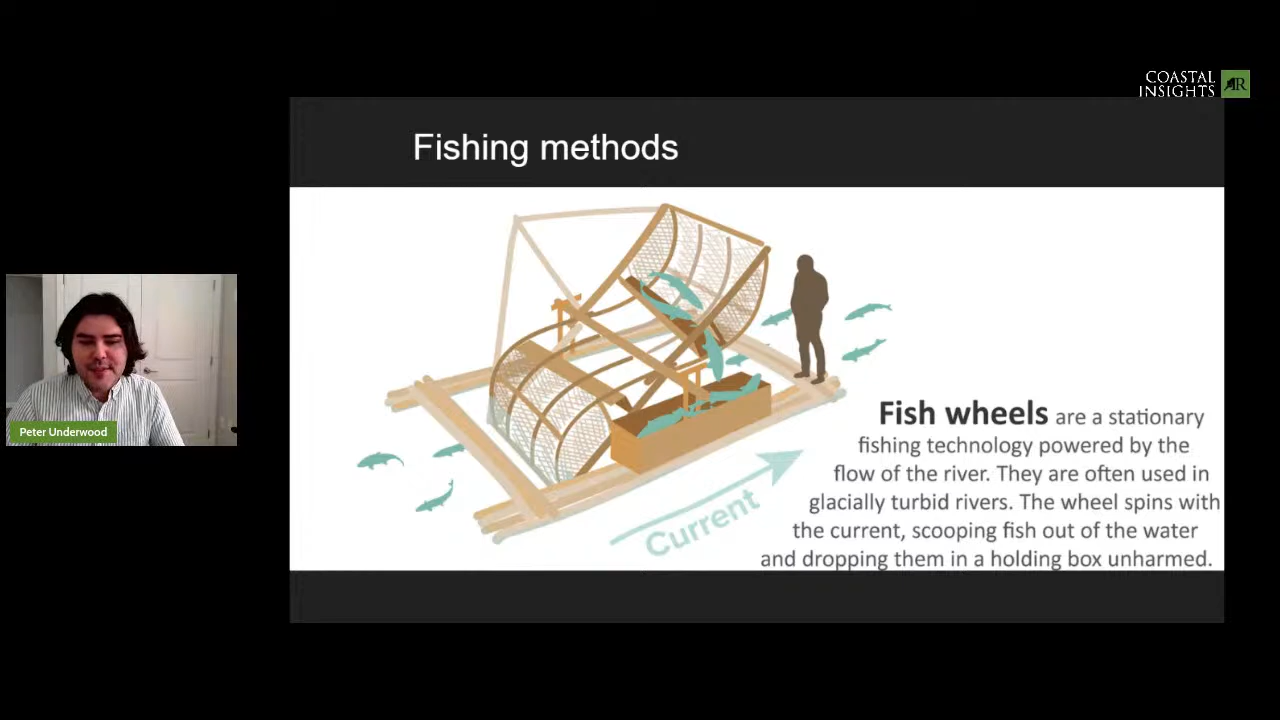 COASTAL
INSIGHTS
AR
Fishing methods
Fish wheels are a stationary
fishing technology powered by the
flow of the river. They are often used in
glacially turbid rivers. The wheel spins with
the current, scooping fish out of the water
and dropping them in a holding box unharmed.
Current
Peter Underwood